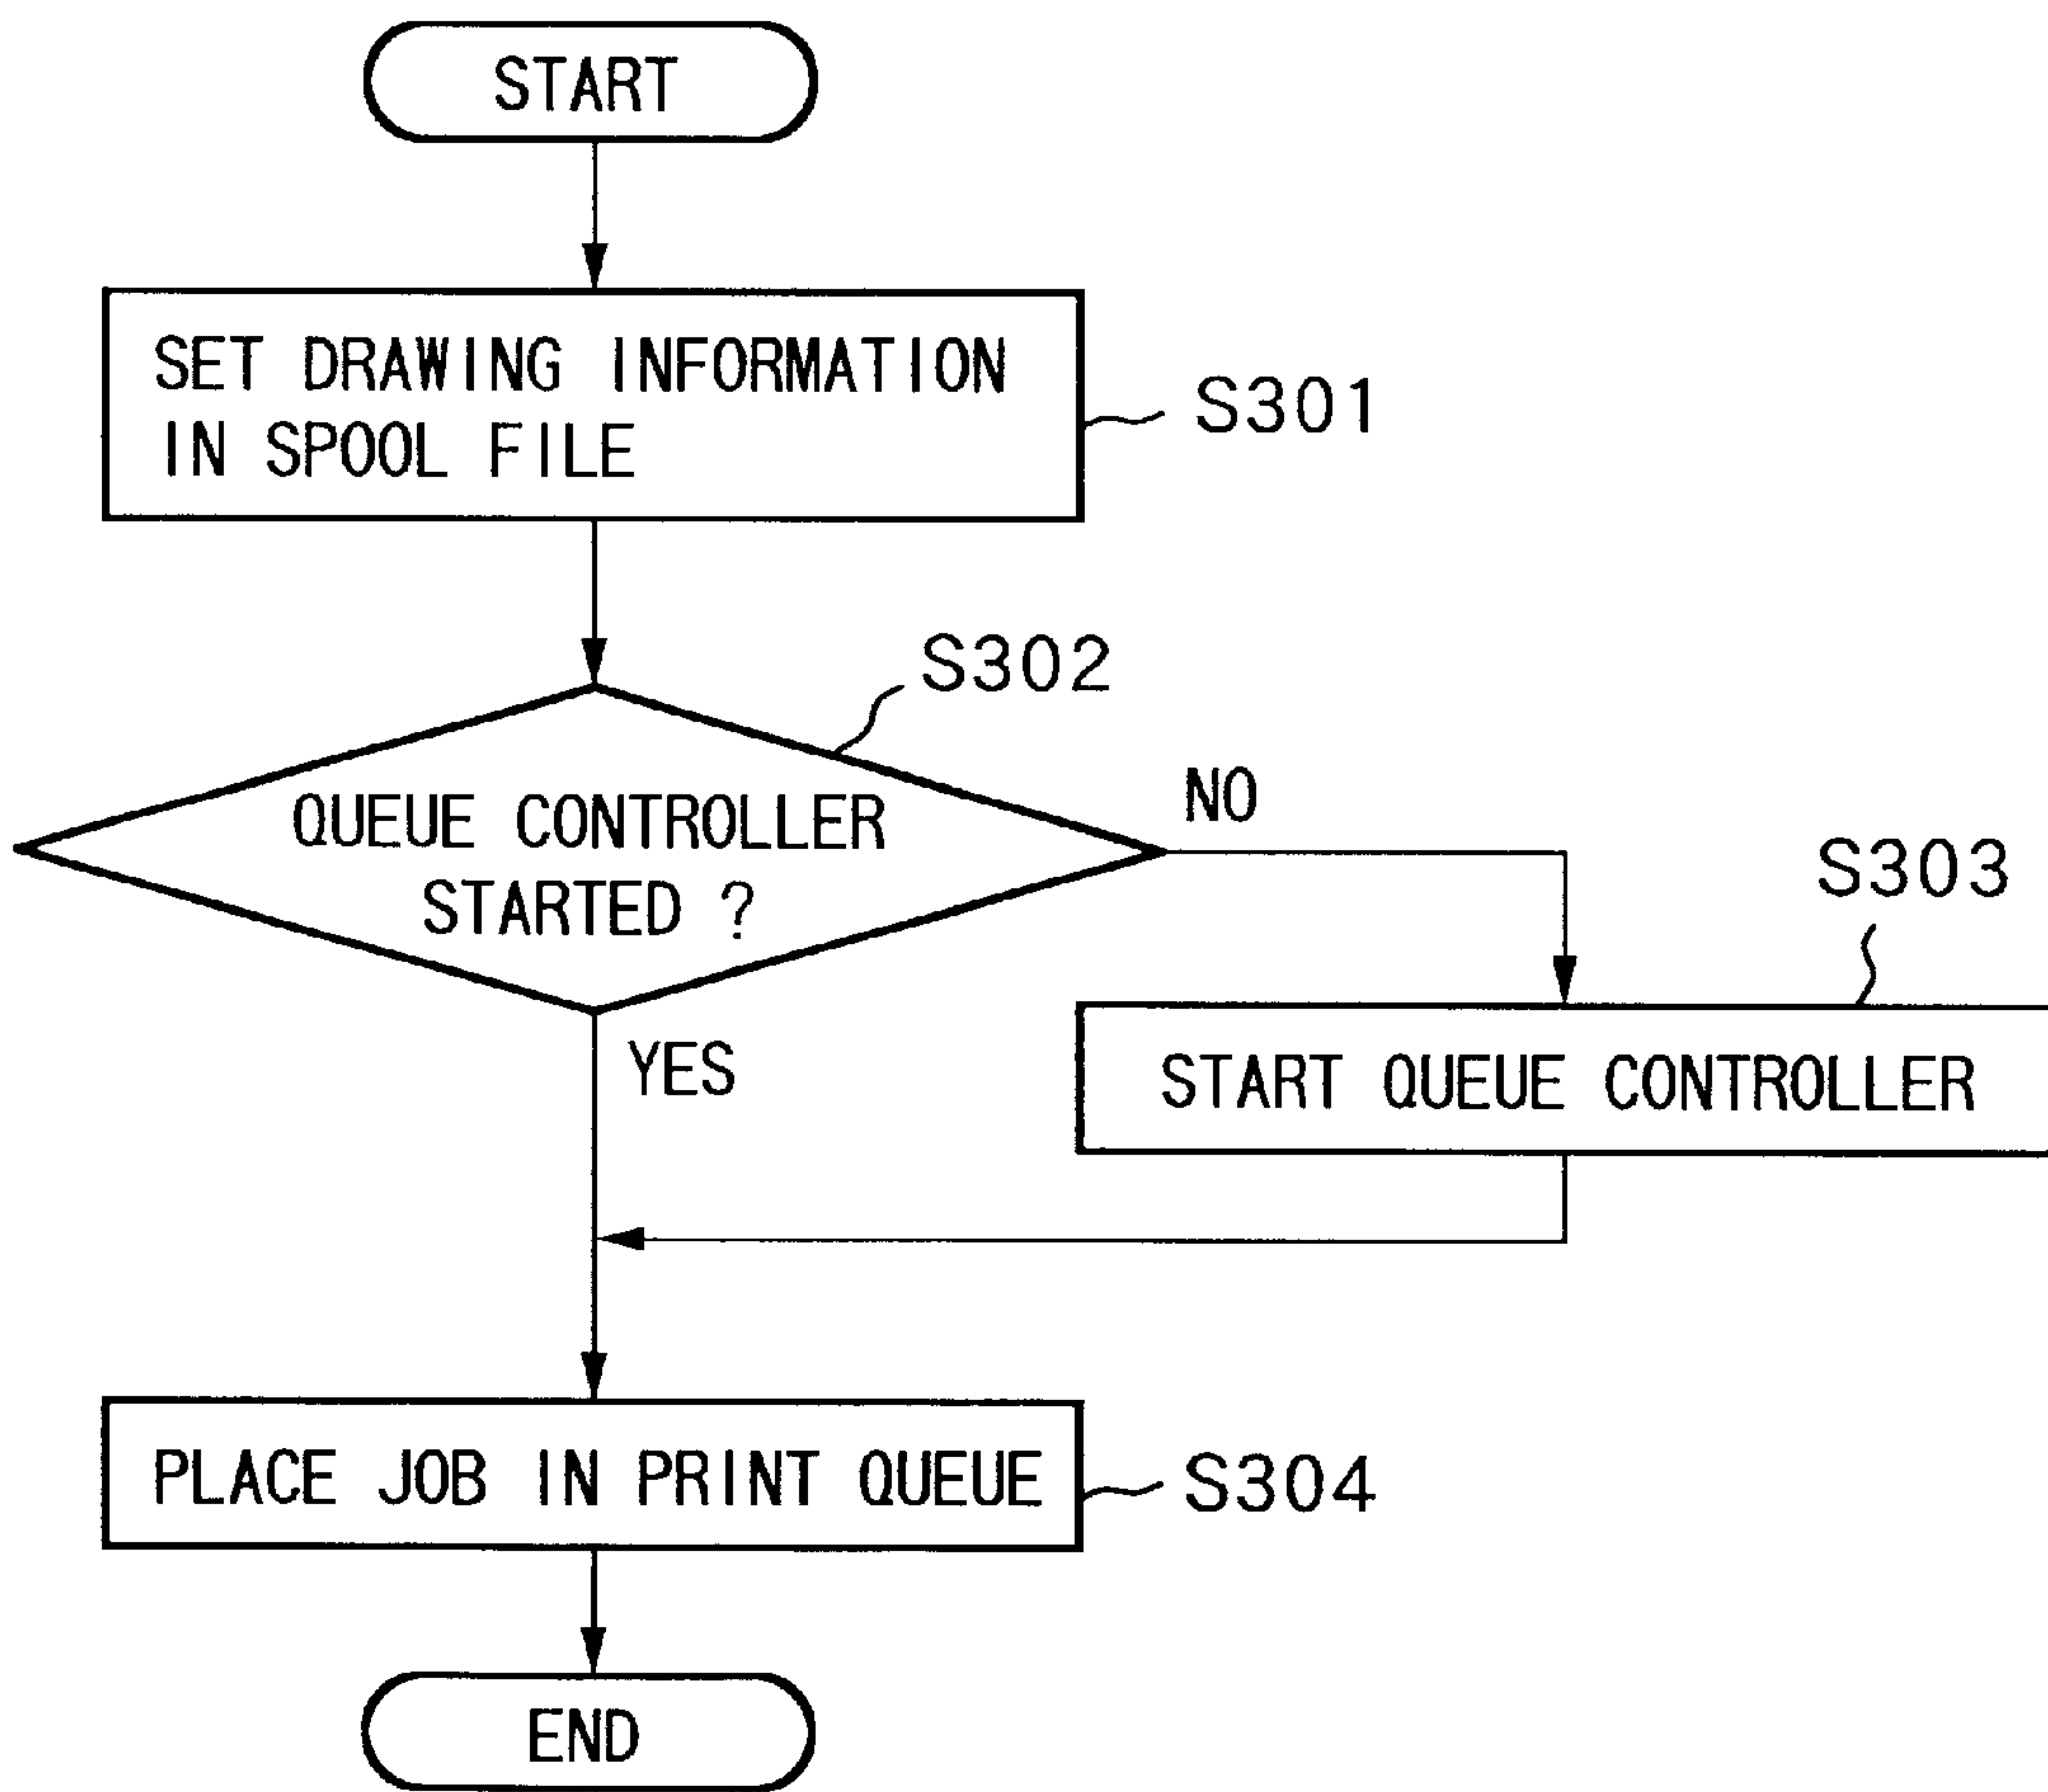 START
SET DRAWING INFORMATION
IN SPOOL FILE
S301
S302
QUEUE CONTROLLER
STARTED ?
NO
YES
S303
START QUEUE CONTROLLER
PLACE JOB IN PRINT QUEUE
S304
END